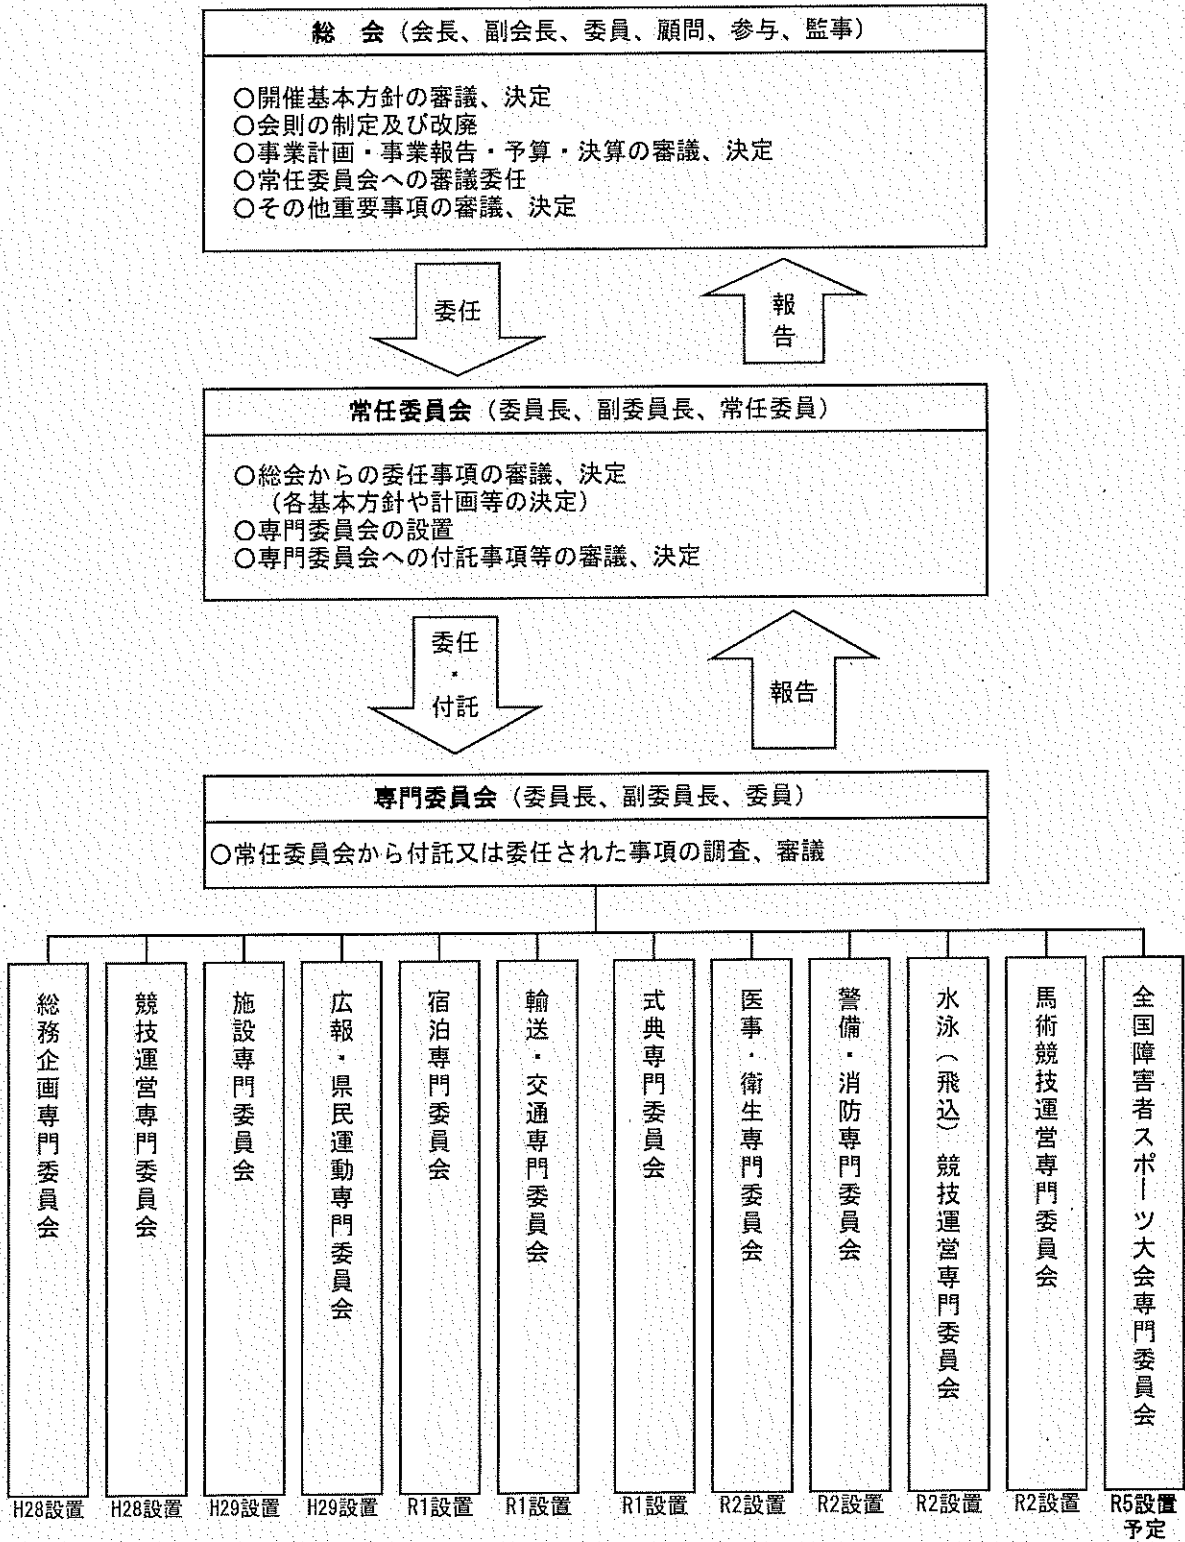 総 会（会長、副会長、委員、顧問、参与、監事）
○開催基本方針の審議、決定
○会則の制定及び改廃
○事業計画・事業報告・予算・決算の審議、決定
○常任委員会への審議委任
○その他重要事項の審議、決定
委任
報告
常任委員会（委員長、副委員長、常任委員）
○総会からの委任事項の審議、決定
（各基本方針や計画等の決定）
○専門委員会の設置
○専門委員会への付託事項等の審議、決定
委任・付託
報告
専門委員会（委員長、副委員長、委員）
○常任委員会から付託又は委任された事項の調査、審議
総務企画専門委員会
競技運営専門委員会
施設専門委員会
広報・県民運動専門委員会
宿泊専門委員会
輸送・交通専門委員会
式典専門委員会
医事・衛生専門委員会
警備・消防専門委員会
水泳（飛込）競技運営専門委員会
馬術競技運営専門委員会
全国障害者スポーツ大会専門委員会
H28設置
H28設置
H29設置
H29設置
R1設置
R1設置
R1設置
R2設置
R2設置
R2設置
R2設置
R5設置
予定